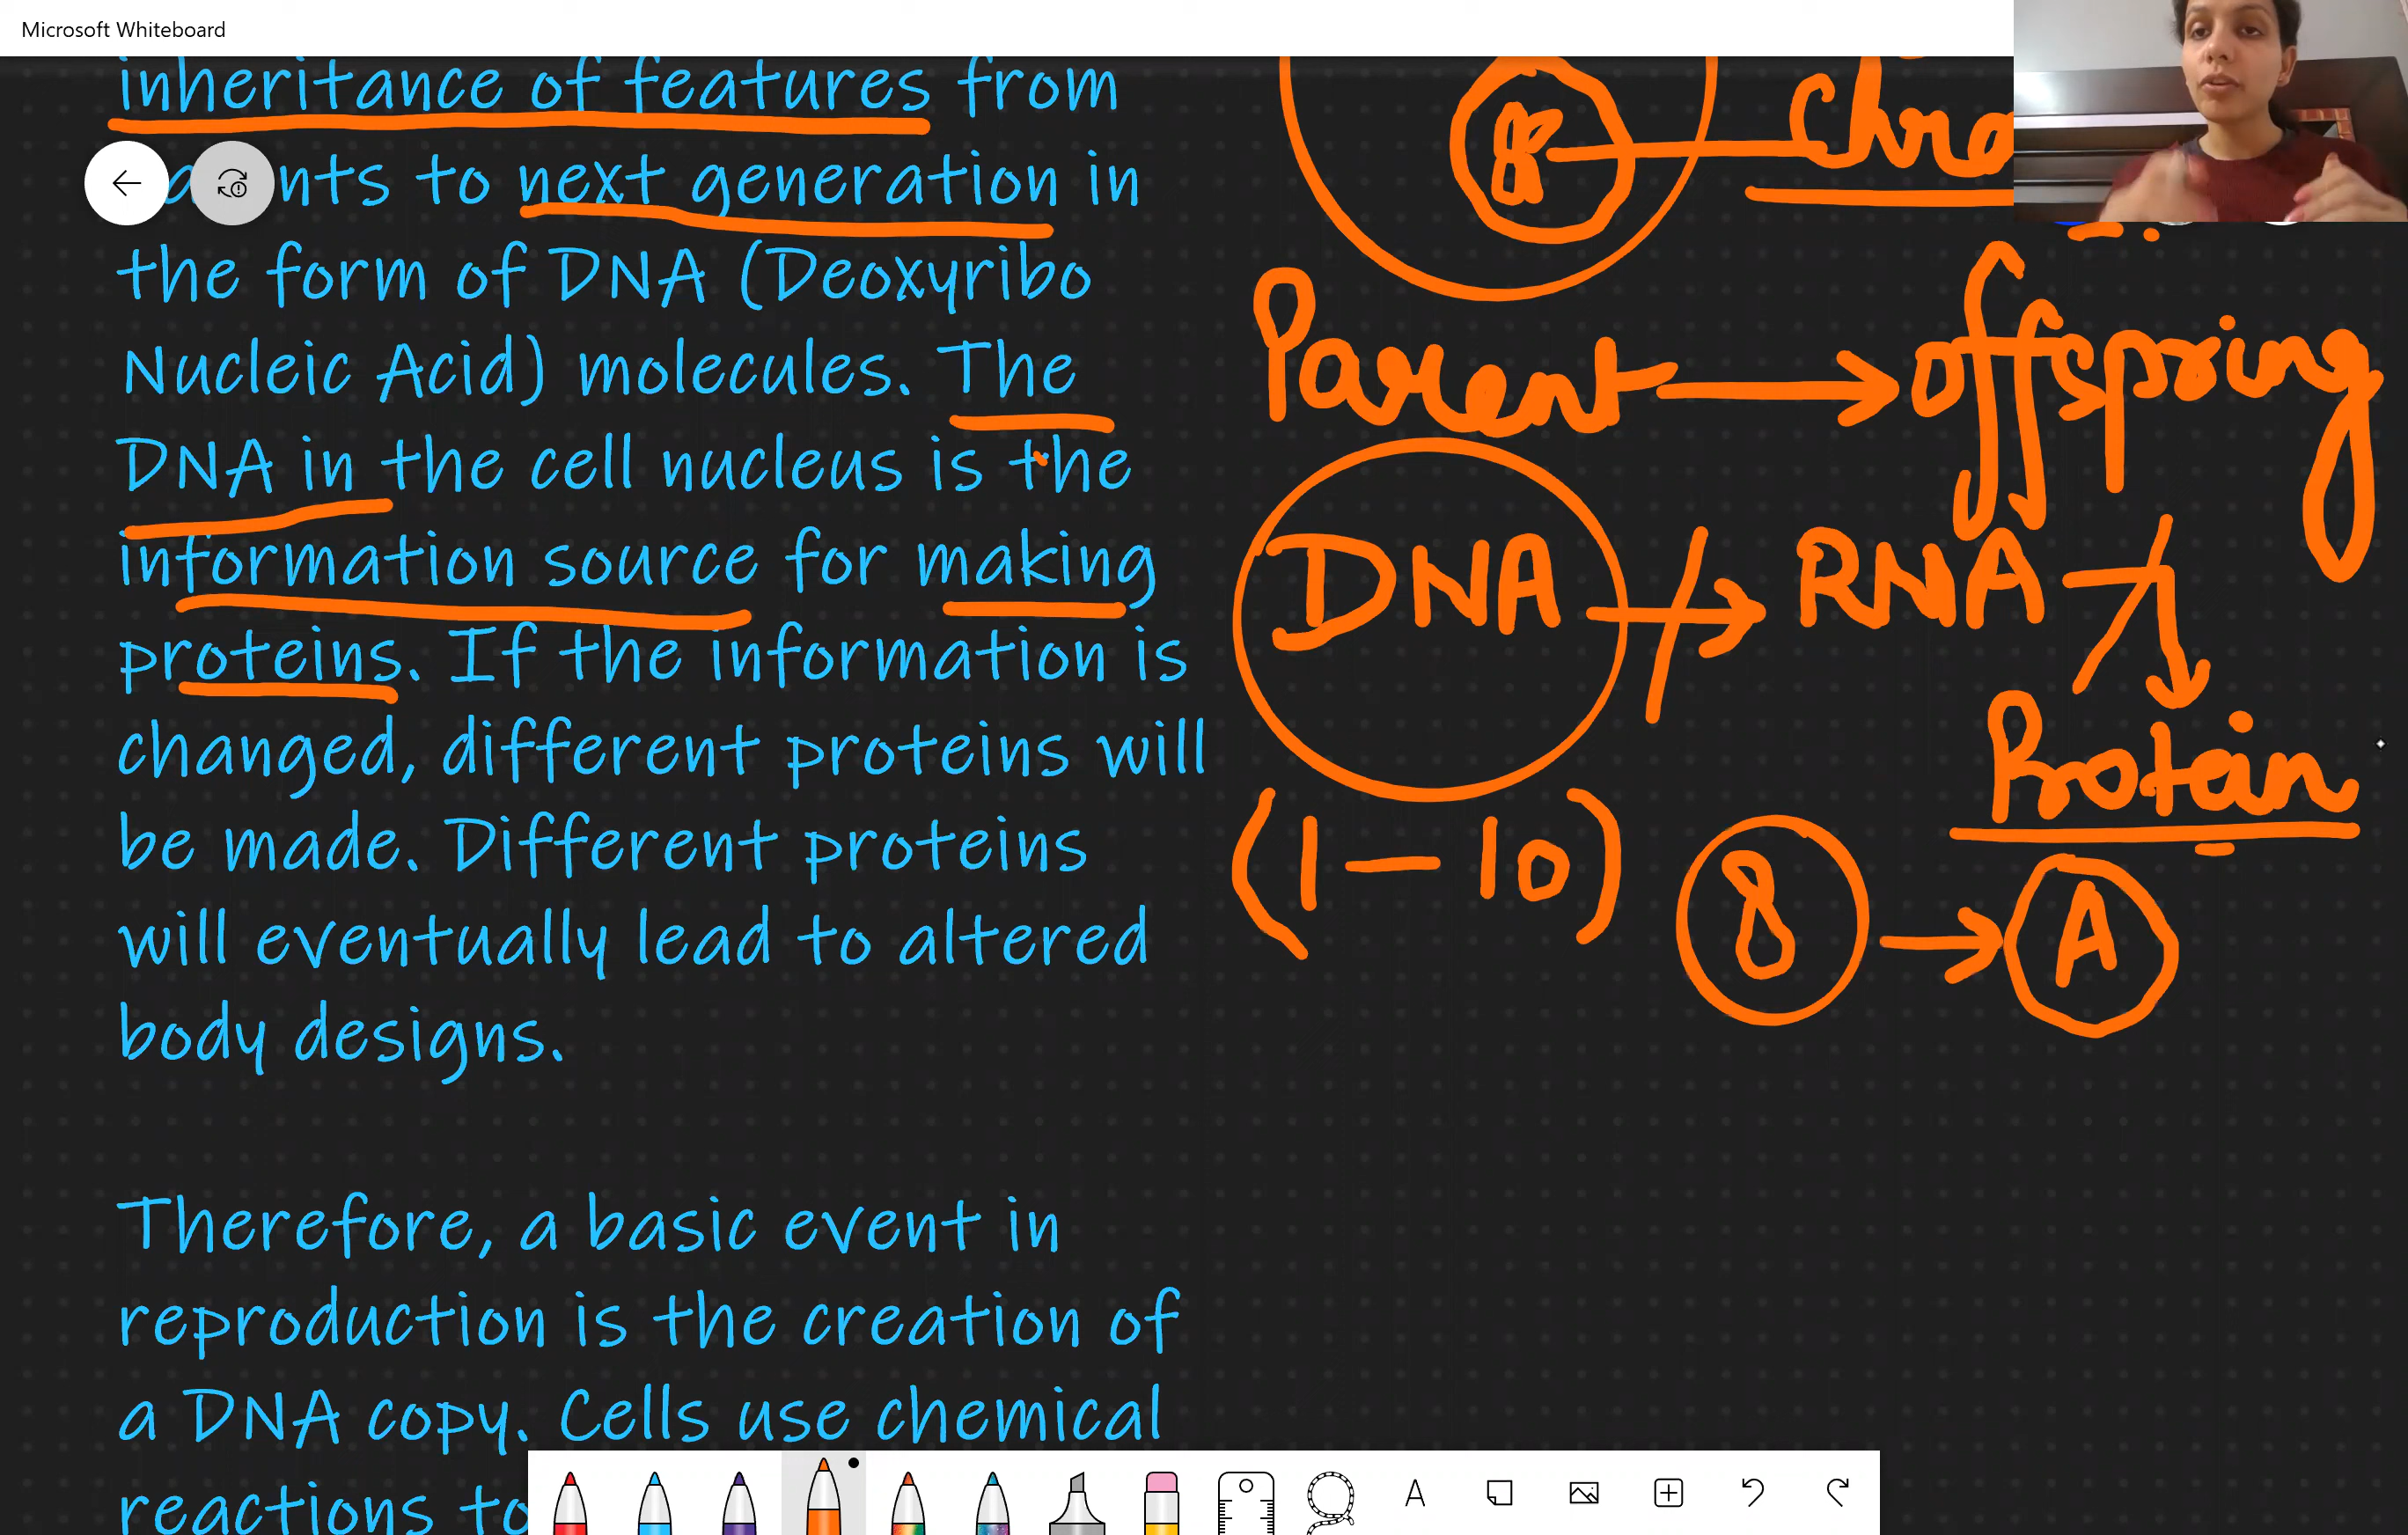 Microsoft Whiteboard
inheritance of features from
nts to next generation in
the form of DNA (Deoxyribo
Nucleic Acid) molecules. The
DNA in the cell nucleus is the
information source for making
proteins. If the information is
changed, different proteins will
be made. Different proteins
will eventually lead to altered
body designs.
Therefore, a basic event in
reproduction is the creation of
a DNA copy. Cells use chemical
reactions to
Chro
Parent → offspring
DNA → RNA
Protein
(1 — 10)
8 → A
A